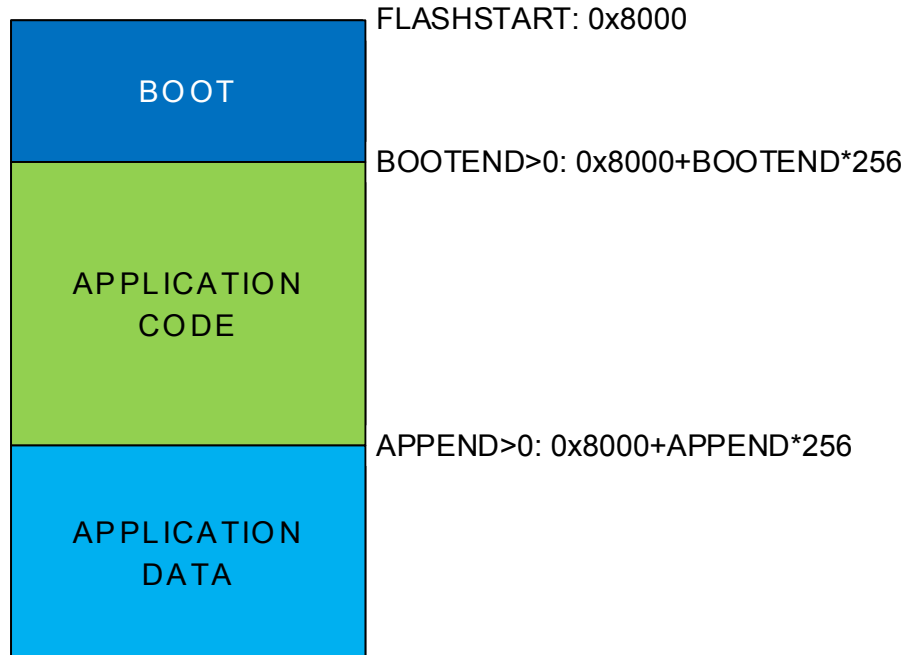 FLASHSTART: 0x8000
BOOT
BOOTEND>0: 0x8000+BOOTEND*256
APPLICATION
CODE
APPEND>0: 0x8000+APPEND*256
APPLICATION
DATA